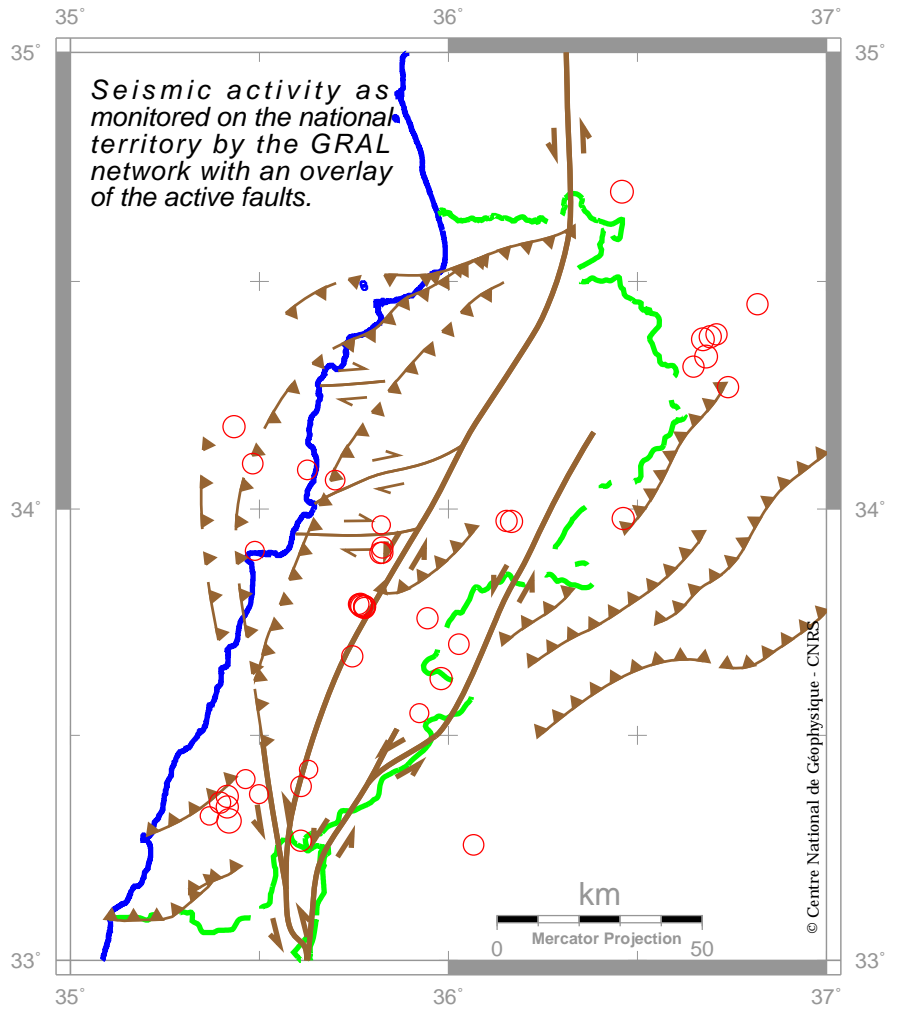 35˚ 36˚ 37˚
35˚ 35˚
Seismic activity as
monitored on the national
territory by the GRAL
network with an overlay
of the active faults.
34˚ 34˚
© Centre National de Géophysique - CNRS
km
Mercator Projection
0 50
33˚ 33˚
35˚ 36˚ 37˚